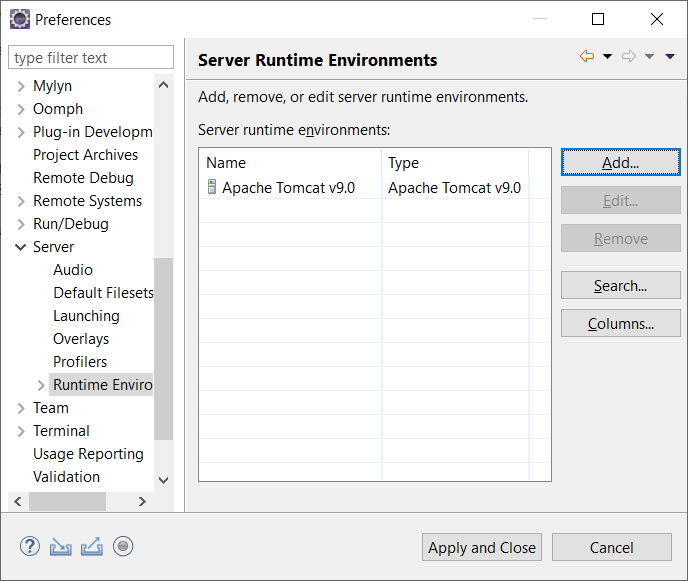 Preferences
type filter text
Mylyn
Oomph
Plug-in Developm
Project Archives
Remote Debug
Remote Systems
Run/Debug
Server
Audio
Default Filesets
Launching
Overlays
Profilers
Runtime Enviro
Team
Terminal
Usage Reporting
Validation
Server Runtime Environments
Add, remove, or edit server runtime environments.
Server runtime environments:
Name Type
Apache Tomcat v9.0 Apache Tomcat v9.0
Add...
Edit...
Remove
Search...
Columns...
Apply and Close Cancel